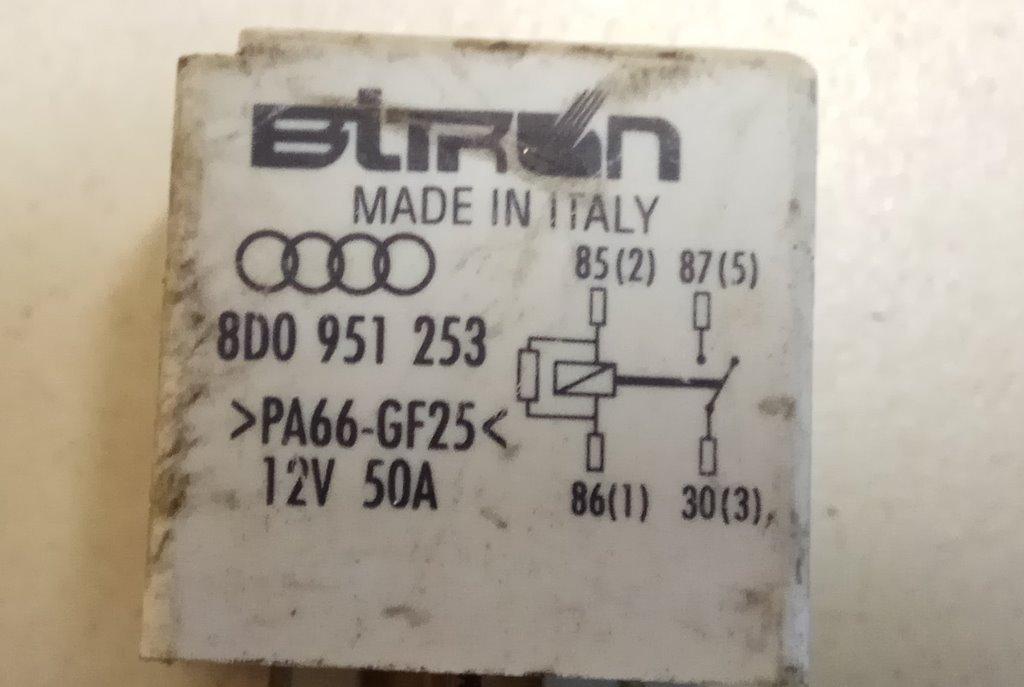 BitRON
MADE IN ITALY
85(2) 87(5)
8D0 951 253
>PA66-GF25<
12V 50A
86(1) 30(3)